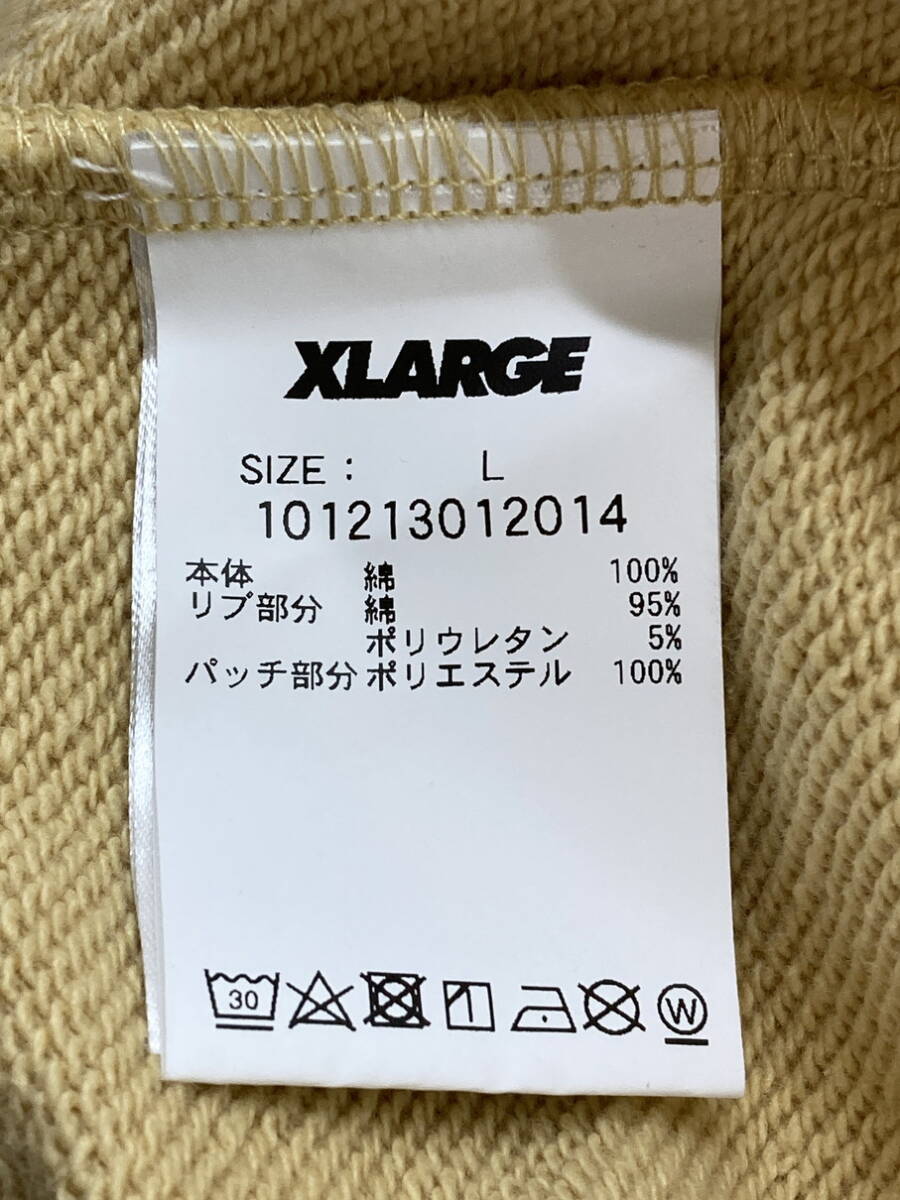 XLARGE
SIZE : L
101213012014
本体 綿 100%
リブ部分 綿 95%
ポリウレタン 5%
パッチ部分 ポリエステル 100%
30 W